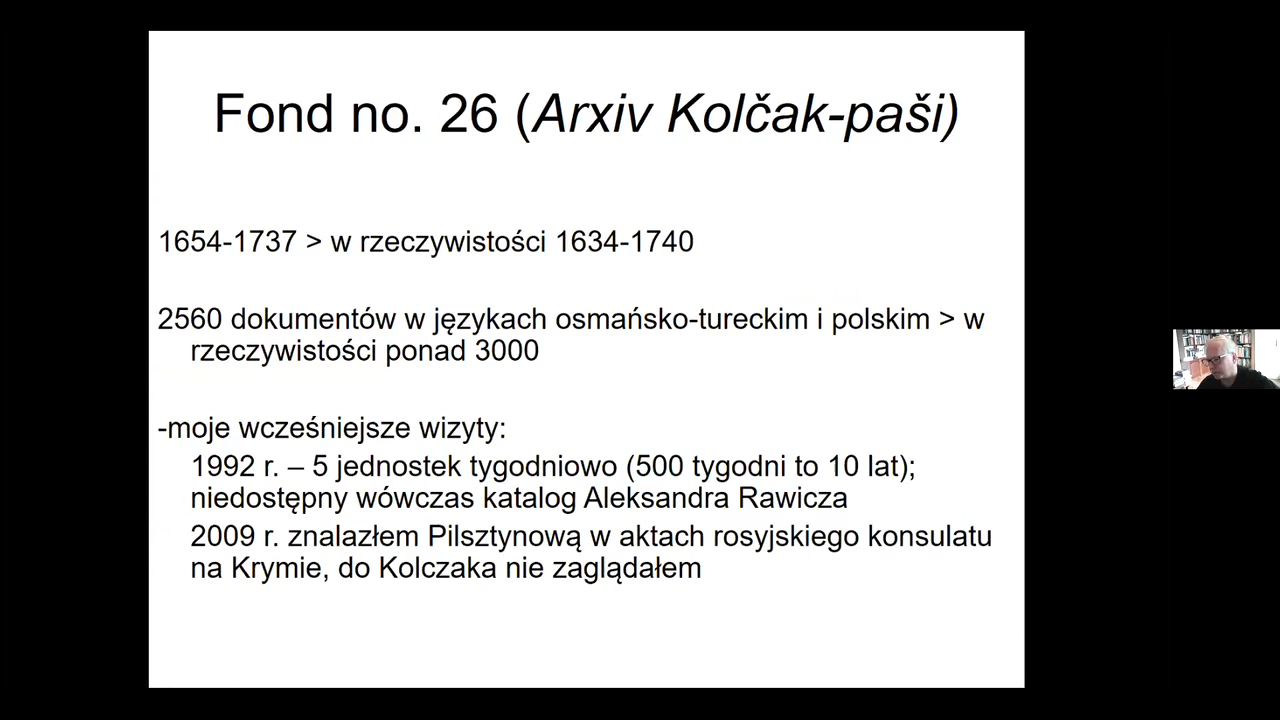 Fond no. 26 (Arxiv Kolčak-paši)
1654-1737 > w rzeczywistości 1634-1740
2560 dokumentów w językach osmańsko-tureckim i polskim > w
rzeczywistości ponad 3000
-moje wcześniejsze wizyty:
1992 r. – 5 jednostek tygodniowo (500 tygodni to 10 lat);
niedostępny wówczas katalog Aleksandra Rawicza
2009 r. znalazłem Pilsztynową w aktach rosyjskiego konsulatu
na Krymie, do Kolczaka nie zaglądałem